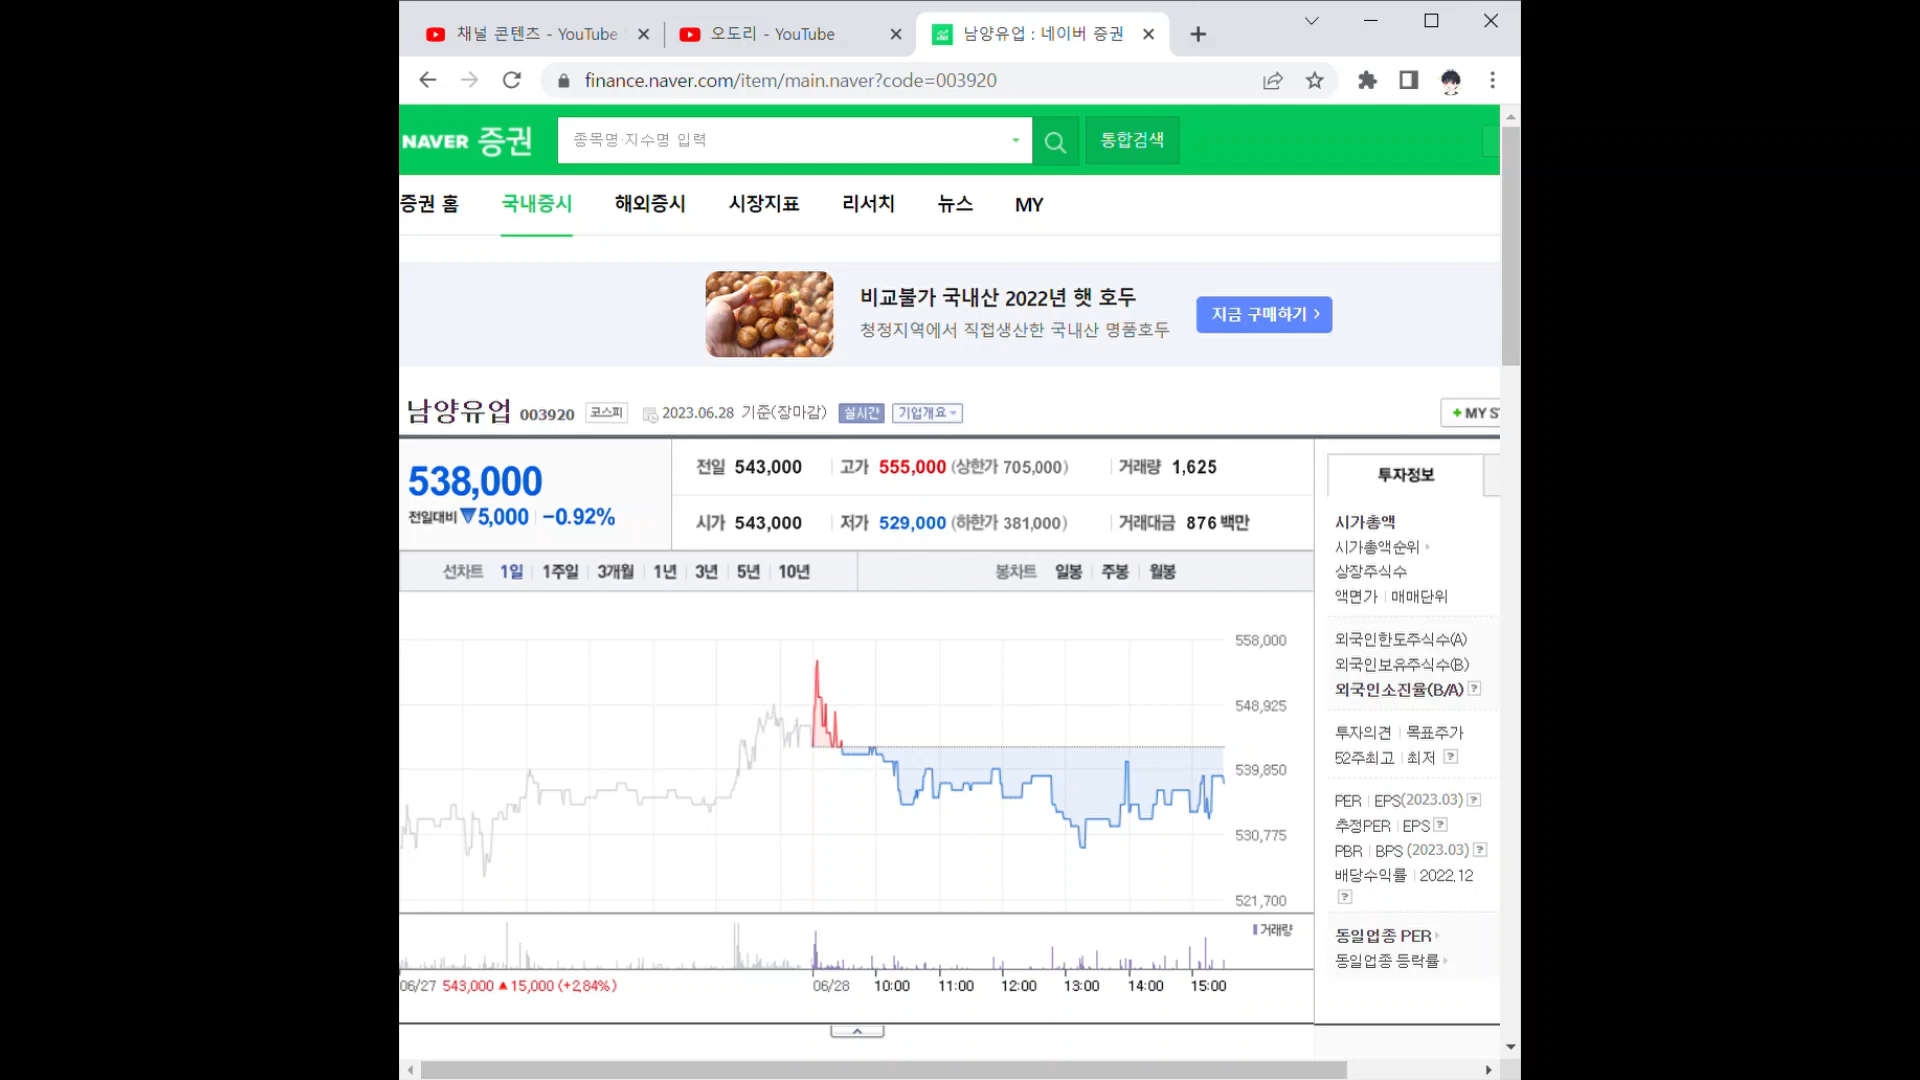 채널 콘텐츠 - YouTube
오도리 - YouTube
남양유업 : 네이버 증권
finance.naver.com/item/main.naver?code=003920
NAVER 증권
종목명·지수명 입력
통합검색
증권 홈 국내증시 해외증시 시장지표 리서치 뉴스 MY
비교불가 국내산 2022년 햇 호두
청정지역에서 직접생산한 국내산 명품호두
지금 구매하기
남양유업 003920 코스피 2023.06.28 기준(장마감) 실시간 기업개요
+ MY S
538,000
전일대비 ▼5,000 -0.92%
전일 543,000 고가 555,000 (상한가 705,000) 거래량 1,625
시가 543,000 저가 529,000 (하한가 381,000) 거래대금 876 백만
선차트 1일 1주일 3개월 1년 3년 5년 10년
봉차트 일봉 주봉 월봉
558,000
548,925
539,850
530,775
521,700
거래량
06/27 543,000 ▲15,000 (+2,84%)
06/28 10:00 11:00 12:00 13:00 14:00 15:00
투자정보
시가총액
시가총액순위
상장주식수
액면가 | 매매단위
외국인한도주식수(A)
외국인보유주식수(B)
외국인소진율(B/A) ?
투자의견 | 목표주가
52주최고 | 최저 ?
PER | EPS(2023.03) ?
추정PER | EPS ?
PBR | BPS (2023.03) ?
배당수익률 | 2022.12
?
동일업종 PER
동일업종 등락률